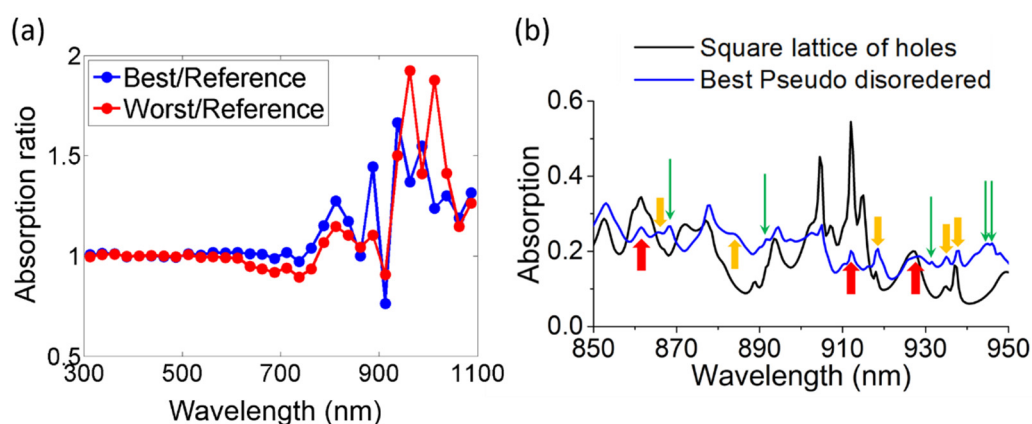 (a)
2
1.5
1
0.5
Absorption ratio
Best/Reference
Worst/Reference
300 500 700 900 1100
Wavelength (nm)
(b)
Square lattice of holes
Best Pseudo disoredered
0.6
0.4
0.2
0.0
Absorption
850 870 890 910 930 950
Wavelength (nm)